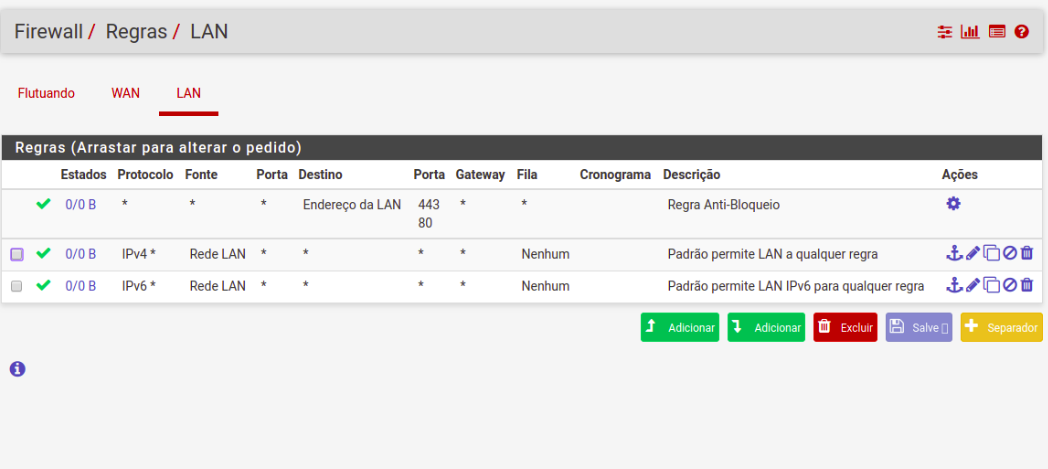 Firewall / Regras / LAN
Flutuando WAN LAN
Regras (Arrastar para alterar o pedido)
Estados Protocolo Fonte Porta Destino Porta Gateway Fila Cronograma Descrição Ações
0/0 B * * * Endereço da LAN 443 * * Regra Anti-Bloqueio
80
0/0 B IPv4 * Rede LAN * * * * Nenhum Padrão permite LAN a qualquer regra
0/0 B IPv6 * Rede LAN * * * * Nenhum Padrão permite LAN IPv6 para qualquer regra
Adicionar Adicionar Excluir Salve Separador